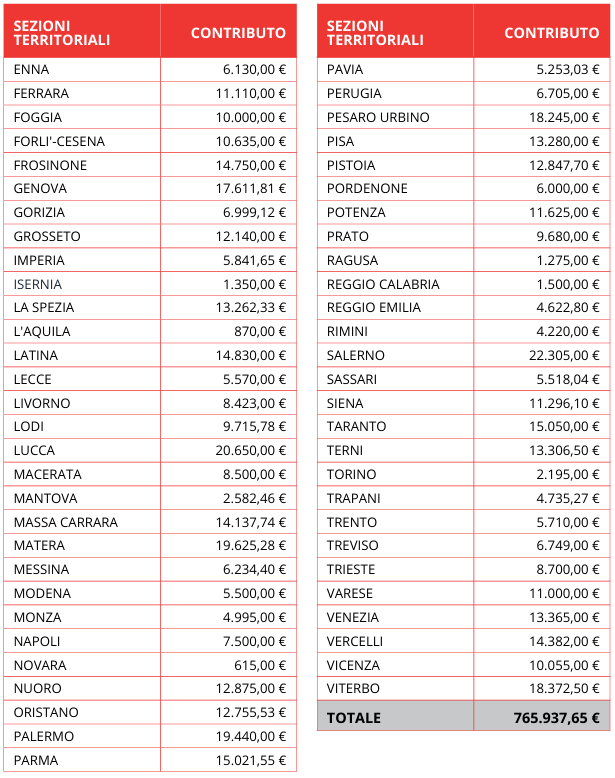 SEZIONI
TERRITORIALI CONTRIBUTO
ENNA 6.130,00 €
FERRARA 11.110,00 €
FOGGIA 10.000,00 €
FORLI'-CESENA 10.635,00 €
FROSINONE 14.750,00 €
GENOVA 17.611,81 €
GORIZIA 6.999,12 €
GROSSETO 12.140,00 €
IMPERIA 5.841,65 €
ISERNIA 1.350,00 €
LA SPEZIA 13.262,33 €
L'AQUILA 870,00 €
LATINA 14.830,00 €
LECCE 5.570,00 €
LIVORNO 8.423,00 €
LODI 9.715,78 €
LUCCA 20.650,00 €
MACERATA 8.500,00 €
MANTOVA 2.582,46 €
MASSA CARRARA 14.137,74 €
MATERA 19.625,28 €
MESSINA 6.234,40 €
MODENA 5.500,00 €
MONZA 4.995,00 €
NAPOLI 7.500,00 €
NOVARA 615,00 €
NUORO 12.875,00 €
ORISTANO 12.755,53 €
PALERMO 19.440,00 €
PARMA 15.021,55 €
SEZIONI
TERRITORIALI CONTRIBUTO
PAVIA 5.253,03 €
PERUGIA 6.705,00 €
PESARO URBINO 18.245,00 €
PISA 13.280,00 €
PISTOIA 12.847,70 €
PORDENONE 6.000,00 €
POTENZA 11.625,00 €
PRATO 9.680,00 €
RAGUSA 1.275,00 €
REGGIO CALABRIA 1.500,00 €
REGGIO EMILIA 4.622,80 €
RIMINI 4.220,00 €
SALERNO 22.305,00 €
SASSARI 5.518,04 €
SIENA 11.296,10 €
TARANTO 15.050,00 €
TERNI 13.306,50 €
TORINO 2.195,00 €
TRAPANI 4.735,27 €
TRENTO 5.710,00 €
TREVISO 6.749,00 €
TRIESTE 8.700,00 €
VARESE 11.000,00 €
VENEZIA 13.365,00 €
VERCELLI 14.382,00 €
VICENZA 10.055,00 €
VITERBO 18.372,50 €
TOTALE 765.937,65 €